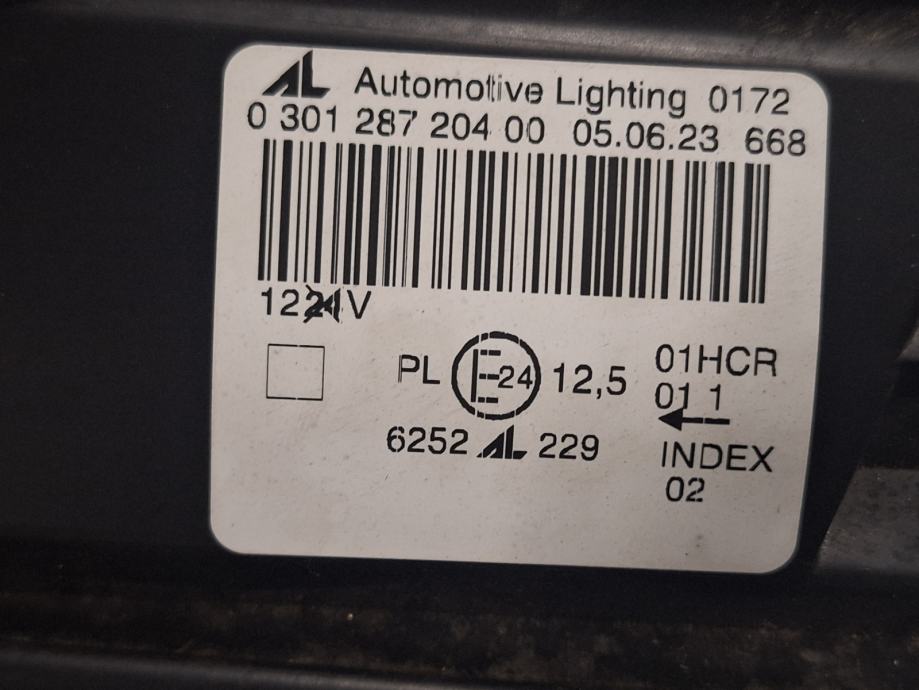 AL Automotive Lighting 0172
0 301 287 204 00 05.06.23 668
1224V
PL E24 12,5 01HCR
01 1
6252 AL 229
INDEX
02